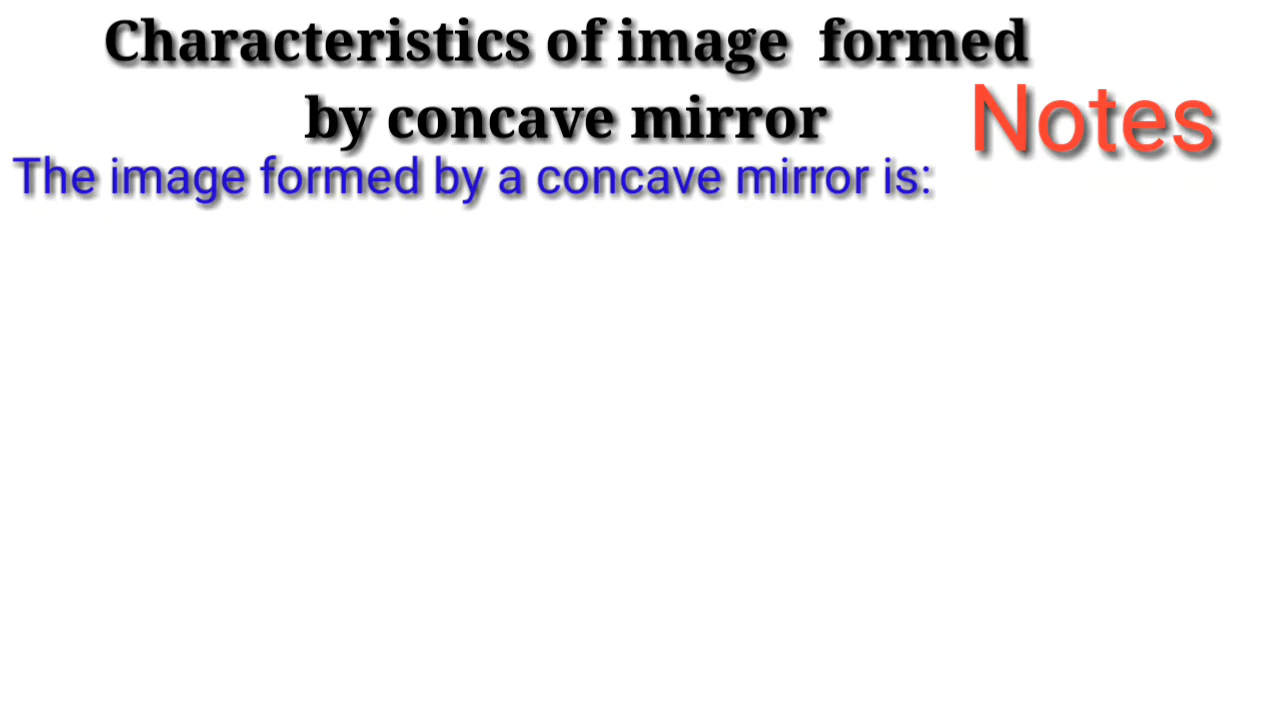 Characteristics of image formed
by concave mirror
Notes
The image formed by a concave mirror is: